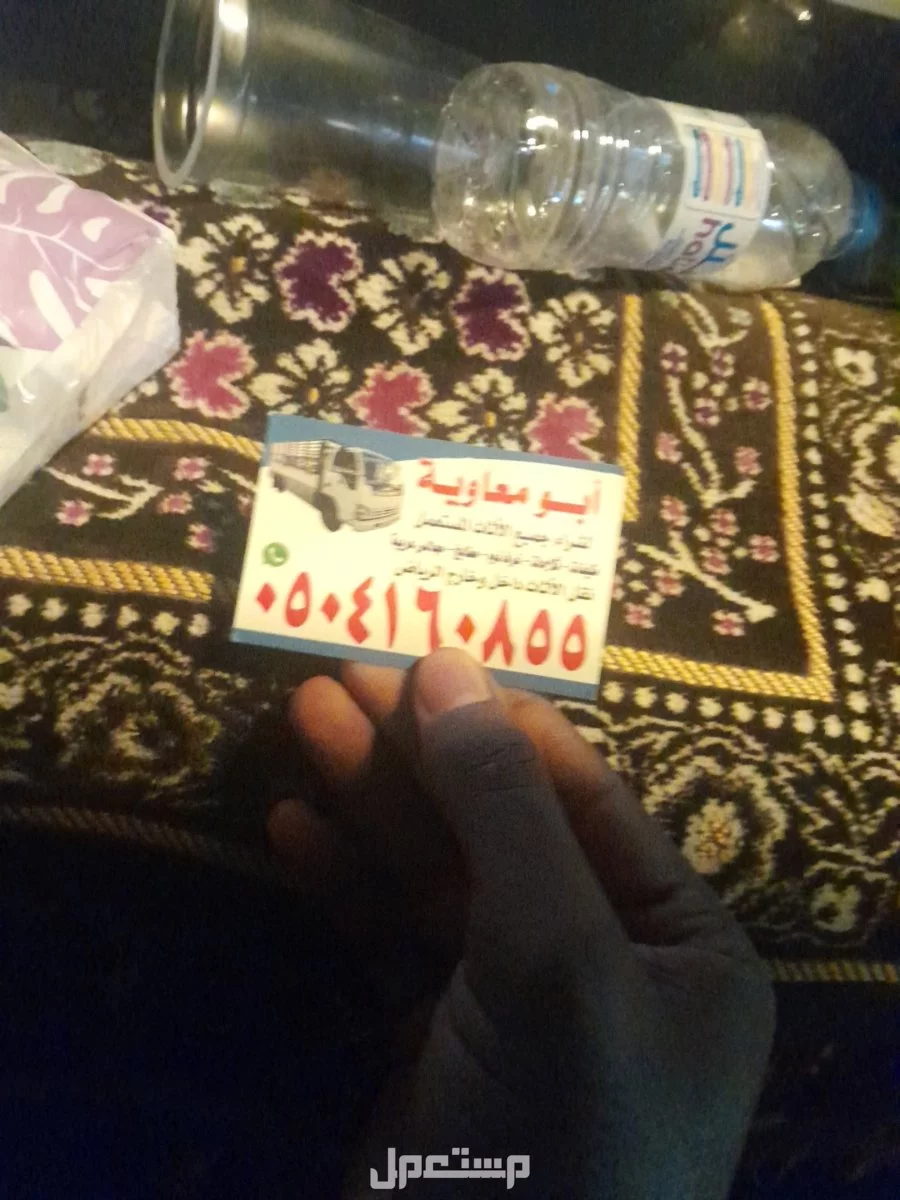 أبو معاوية
لشراء جميع الأثاث المستعمل
نقل الأثاث داخل وخارج الرياض
٠٥٠٤١٦٠٨٥٥
مستعمل